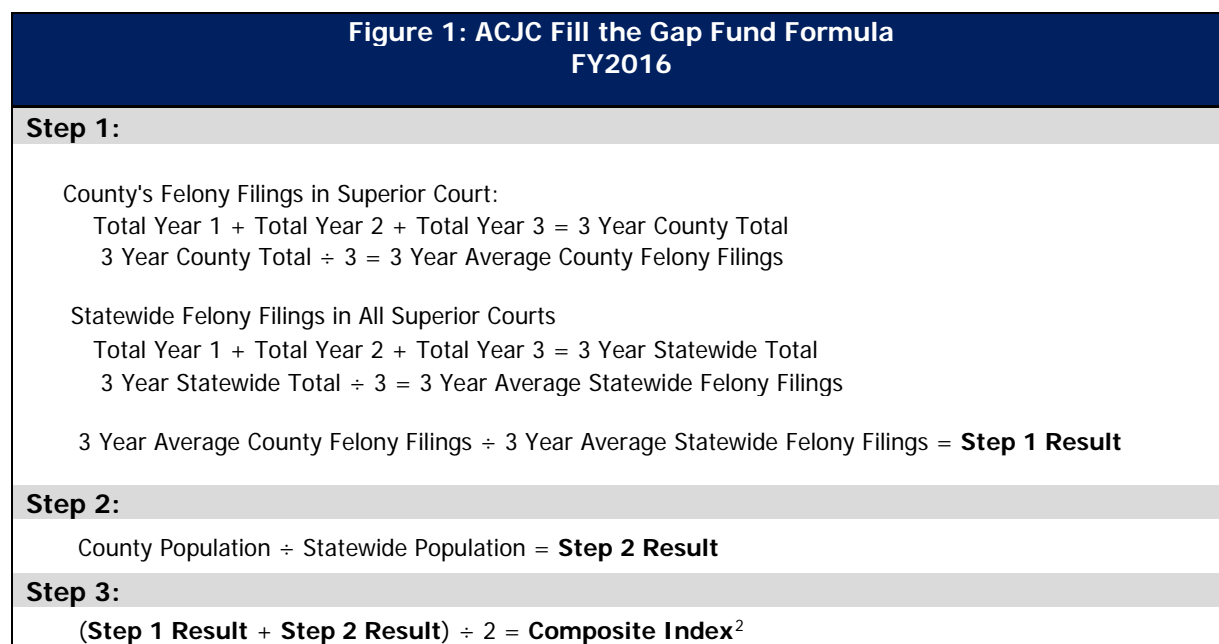 Figure 1: ACJC Fill the Gap Fund Formula
FY2016
Step 1:
County's Felony Filings in Superior Court:
Total Year 1 + Total Year 2 + Total Year 3 = 3 Year County Total
3 Year County Total ÷ 3 = 3 Year Average County Felony Filings
Statewide Felony Filings in All Superior Courts
Total Year 1 + Total Year 2 + Total Year 3 = 3 Year Statewide Total
3 Year Statewide Total ÷ 3 = 3 Year Average Statewide Felony Filings
3 Year Average County Felony Filings ÷ 3 Year Average Statewide Felony Filings = Step 1 Result
Step 2:
County Population ÷ Statewide Population = Step 2 Result
Step 3:
(Step 1 Result + Step 2 Result) ÷ 2 = Composite Index²